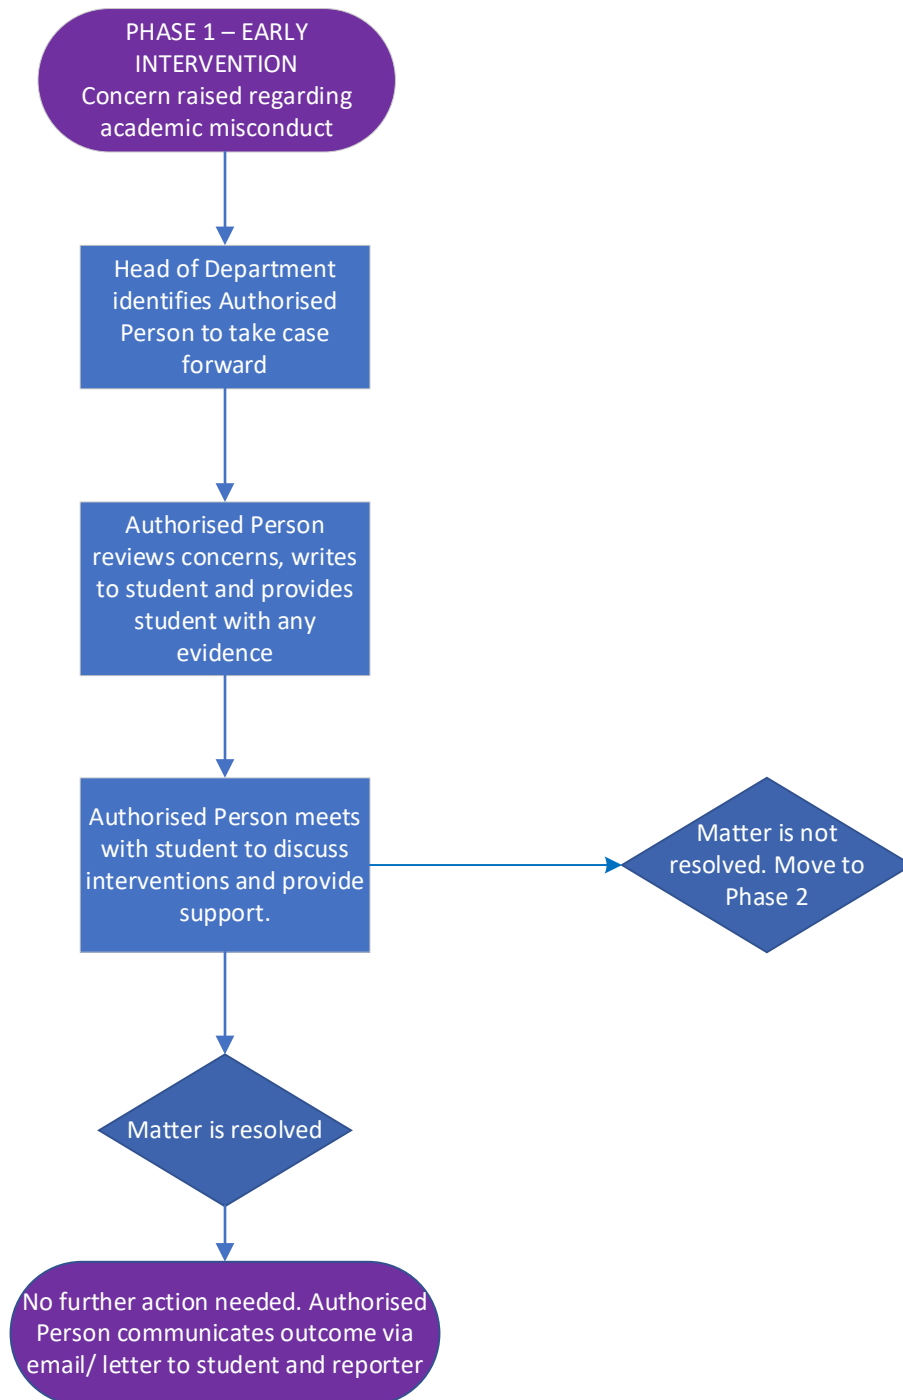 PHASE 1 – EARLY
INTERVENTION
Concern raised regarding
academic misconduct
Head of Department
identifies Authorised
Person to take case
forward
Authorised Person
reviews concerns, writes
to student and provides
student with any
evidence
Authorised Person meets
with student to discuss
interventions and provide
support.
Matter is not
resolved. Move to
Phase 2
Matter is resolved
No further action needed. Authorised
Person communicates outcome via
email/ letter to student and reporter